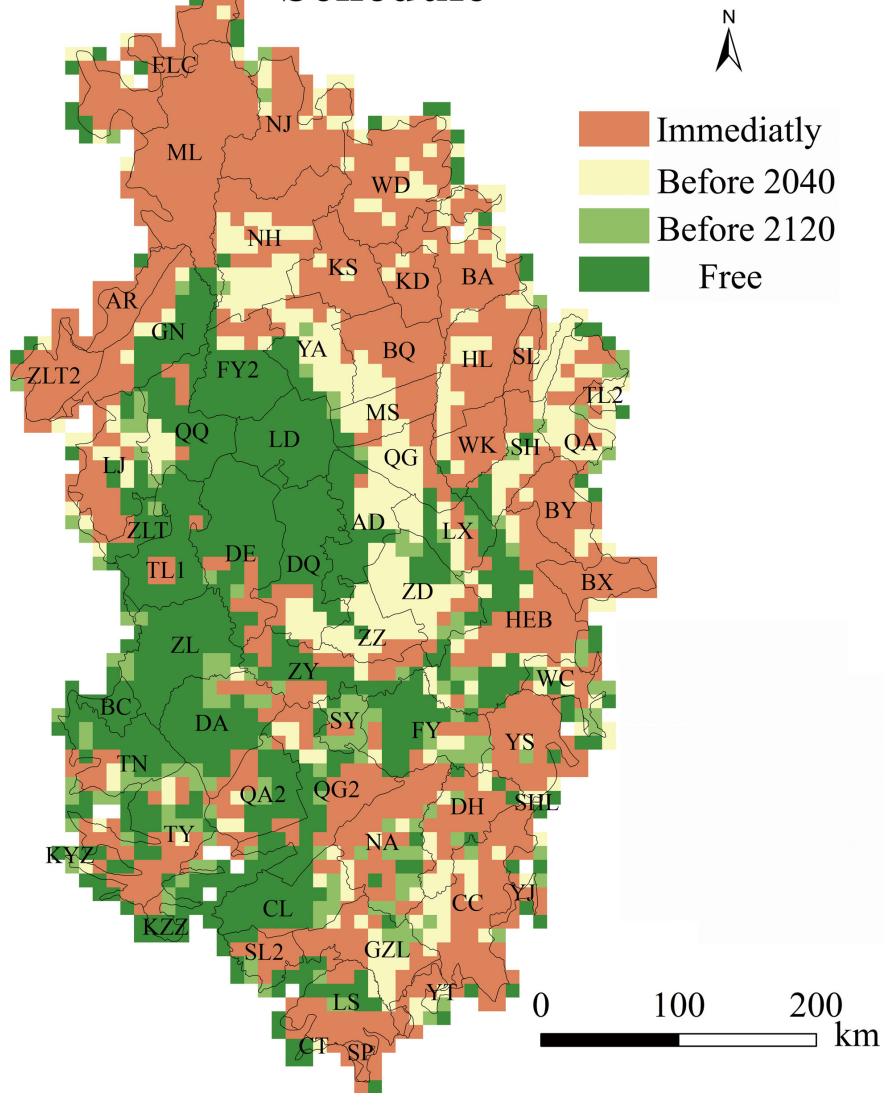 N
ELC
NJ
Immediatly
ML
WD
Before 2040
NH
Before 2120
KS
KD
BA
Free
AR
GN
YA
BQ
HL
SL
ZLT2
FY2
TL2
MS
QQ
LD
WK
SH
QA
LJ
QG
BY
ZLT
AD
LX
DE
DQ
TL1
BX
ZD
HEB
ZL
ZZ
ZY
WC
BC
DA
SY
FY
YS
TN
QA2
QG2
DH
SHL
TY
NA
KYZ
CL
CC
YJ
KZZ
SL2
GZL
LS
YT
0 100 200
km
CT
SP